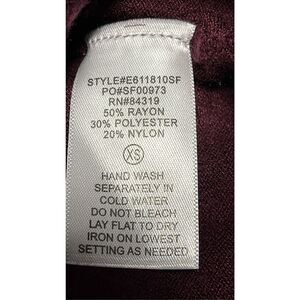 STYLE#E611810SF
PO#SF00973
RN#84319
50% RAYON
30% POLYESTER
20% NYLON
XS
HAND WASH
SEPARATELY IN
COLD WATER
DO NOT BLEACH
LAY FLAT TO DRY
IRON ON LOWEST
SETTING AS NEEDED